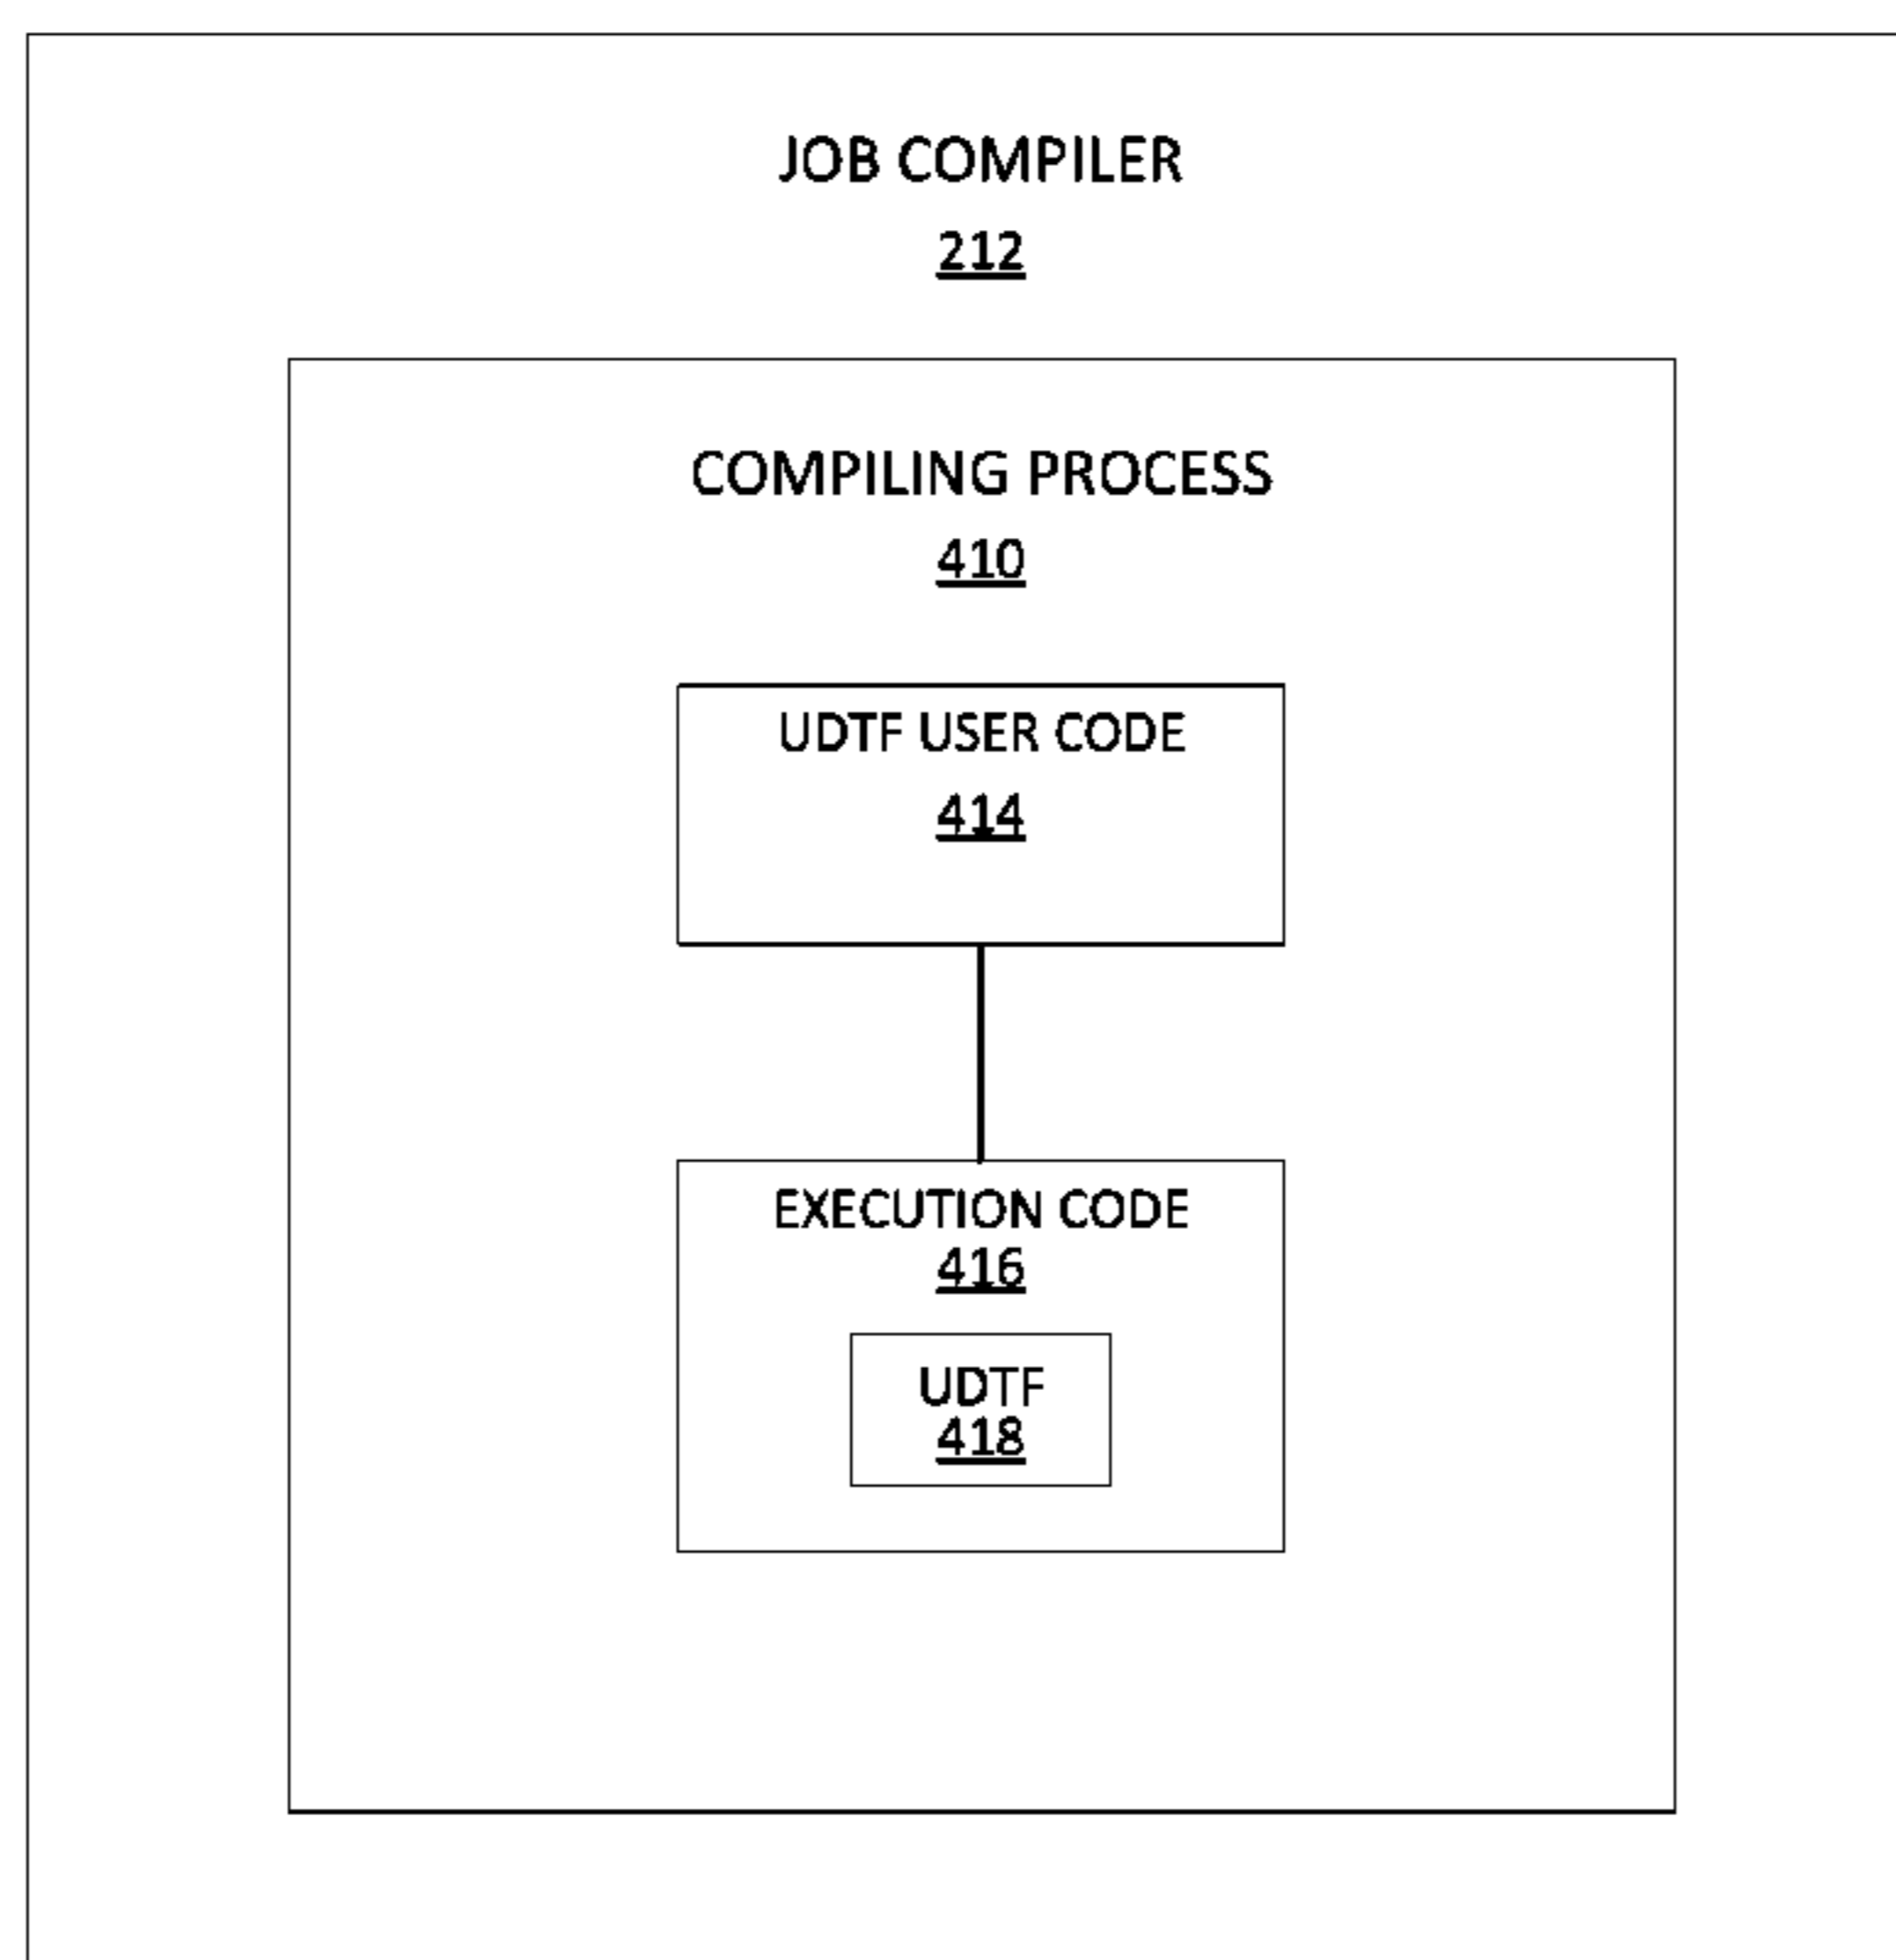 JOB COMPILER
212
COMPILING PROCESS
410
UDTF USER CODE
414
EXECUTION CODE
416
UDTF
418